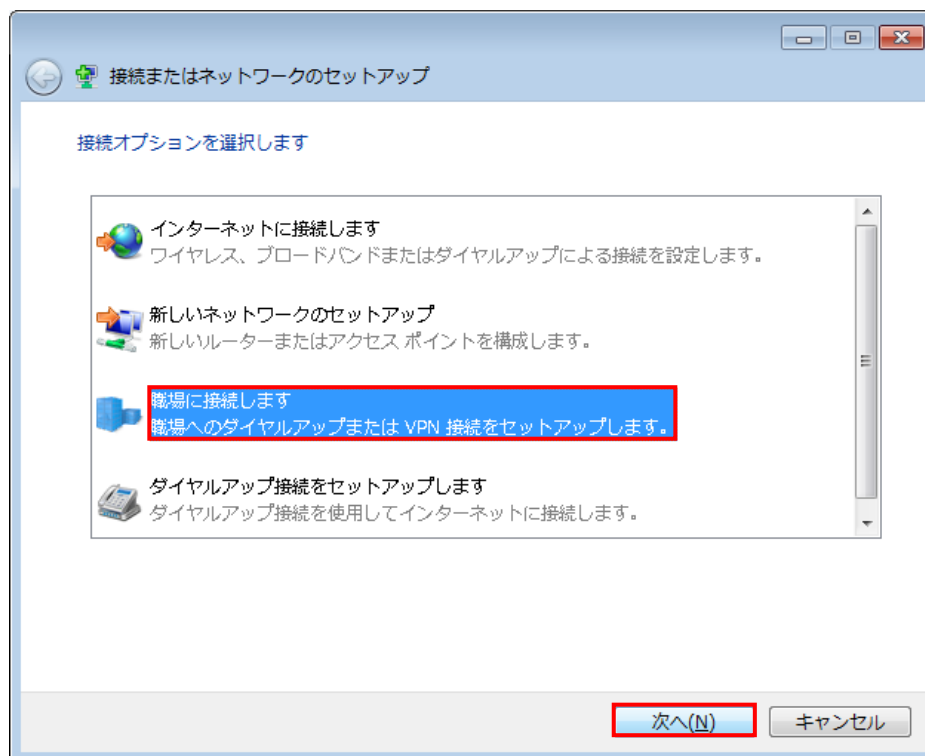 接続またはネットワークのセットアップ
接続オプションを選択します
インターネットに接続します
ワイヤレス、ブロードバンドまたはダイヤルアップによる接続を設定します。
新しいネットワークのセットアップ
新しいルーターまたはアクセス ポイントを構成します。
職場に接続します
職場へのダイヤルアップまたは VPN 接続をセットアップします。
ダイヤルアップ接続をセットアップします
ダイヤルアップ接続を使用してインターネットに接続します。
次へ(N)
キャンセル